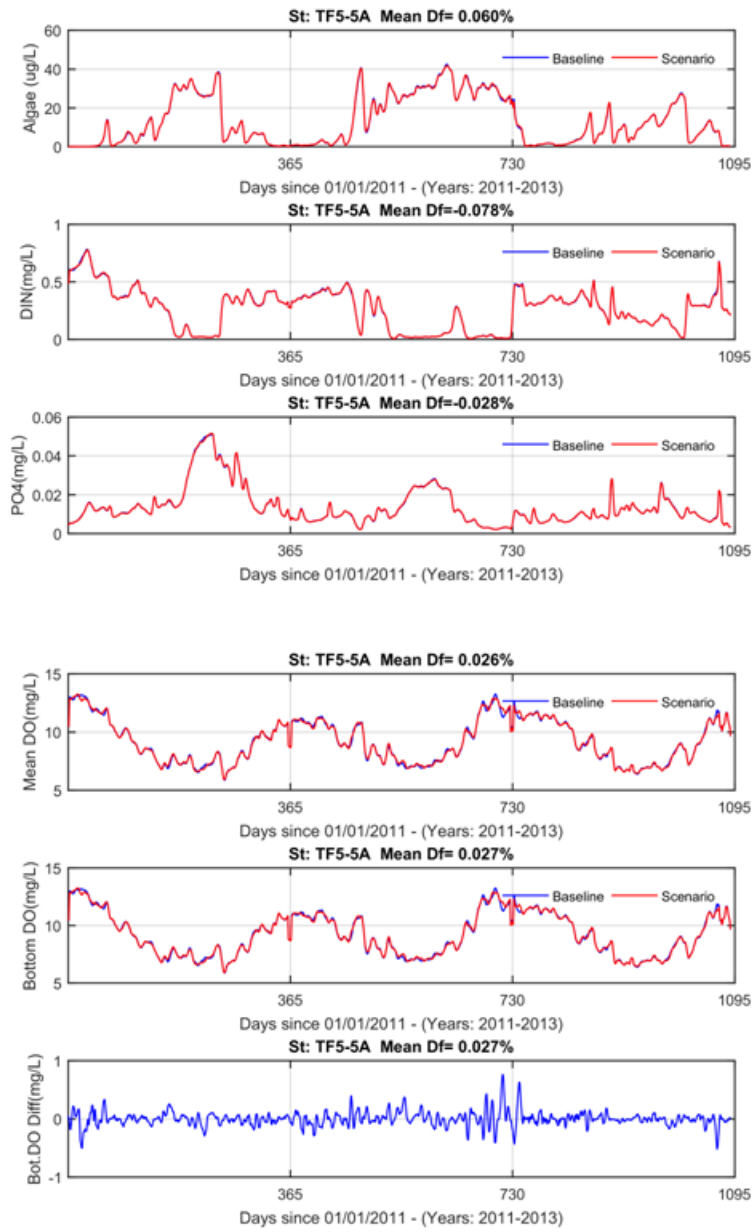 St: TF5-5A Mean Df= 0.060%
60
40
20
0
Algae (ug/L)
Baseline Scenario
365 730 1095
Days since 01/01/2011 - (Years: 2011-2013)
St: TF5-5A Mean Df=-0.078%
1
0.5
0
DIN(mg/L)
Baseline Scenario
365 730 1095
Days since 01/01/2011 - (Years: 2011-2013)
St: TF5-5A Mean Df=-0.028%
0.06
0.04
0.02
0
PO4(mg/L)
Baseline Scenario
365 730 1095
Days since 01/01/2011 - (Years: 2011-2013)
St: TF5-5A Mean Df= 0.026%
15
10
5
Mean DO(mg/L)
Baseline Scenario
365 730 1095
Days since 01/01/2011 - (Years: 2011-2013)
St: TF5-5A Mean Df= 0.027%
15
10
5
Bottom DO(mg/L)
Baseline Scenario
365 730 1095
Days since 01/01/2011 - (Years: 2011-2013)
St: TF5-5A Mean Df= 0.027%
1
0
-1
Bot.DO Diff(mg/L)
365 730 1095
Days since 01/01/2011 - (Years: 2011-2013)